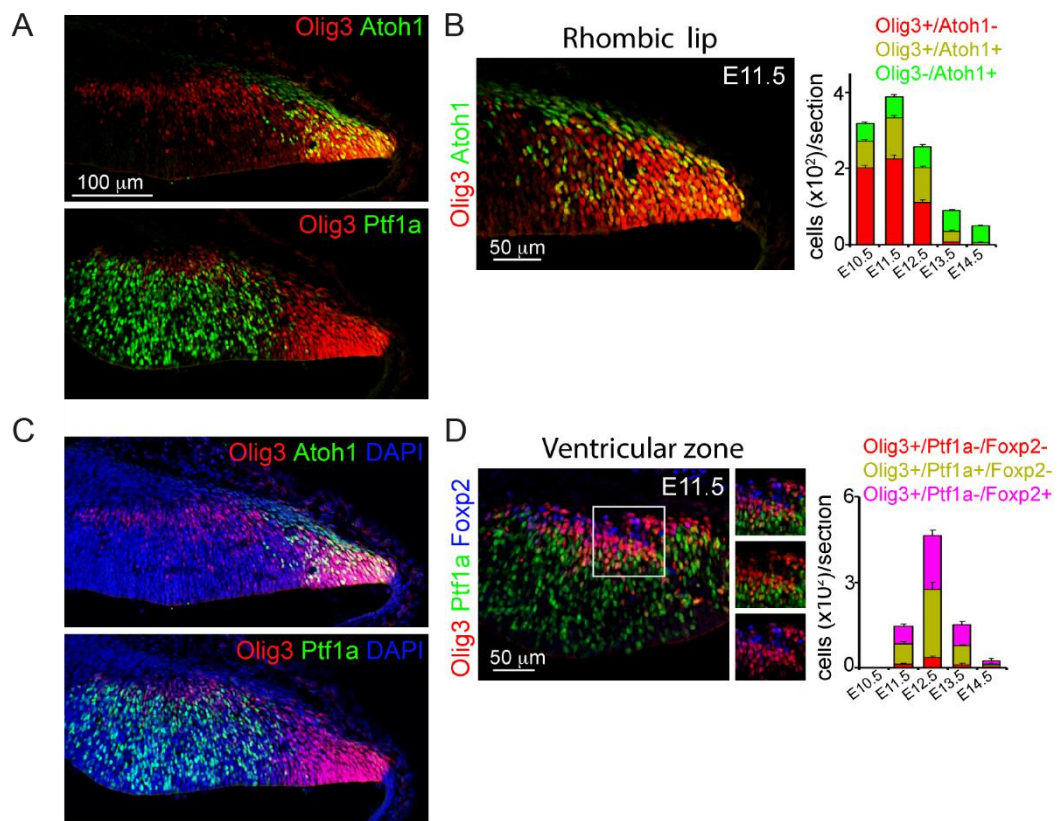 A
Olig3 Atoh1
100 μm
Olig3 Ptf1a
B
Rhombic lip
E11.5
Olig3 Atoh1
50 μm
Olig3+/Atoh1-
Olig3+/Atoh1+
Olig3-/Atoh1+
cells (x10²)/section
4
2
0
E10.5
E11.5
E12.5
E13.5
E14.5
C
Olig3 Atoh1 DAPI
Olig3 Ptf1a DAPI
D
Ventricular zone
E11.5
Olig3 Ptf1a Foxp2
50 μm
Olig3+/Ptf1a-/Foxp2-
Olig3+/Ptf1a+/Foxp2-
Olig3+/Ptf1a-/Foxp2+
cells (x10²)/section
6
3
0
E10.5
E11.5
E12.5
E13.5
E14.5